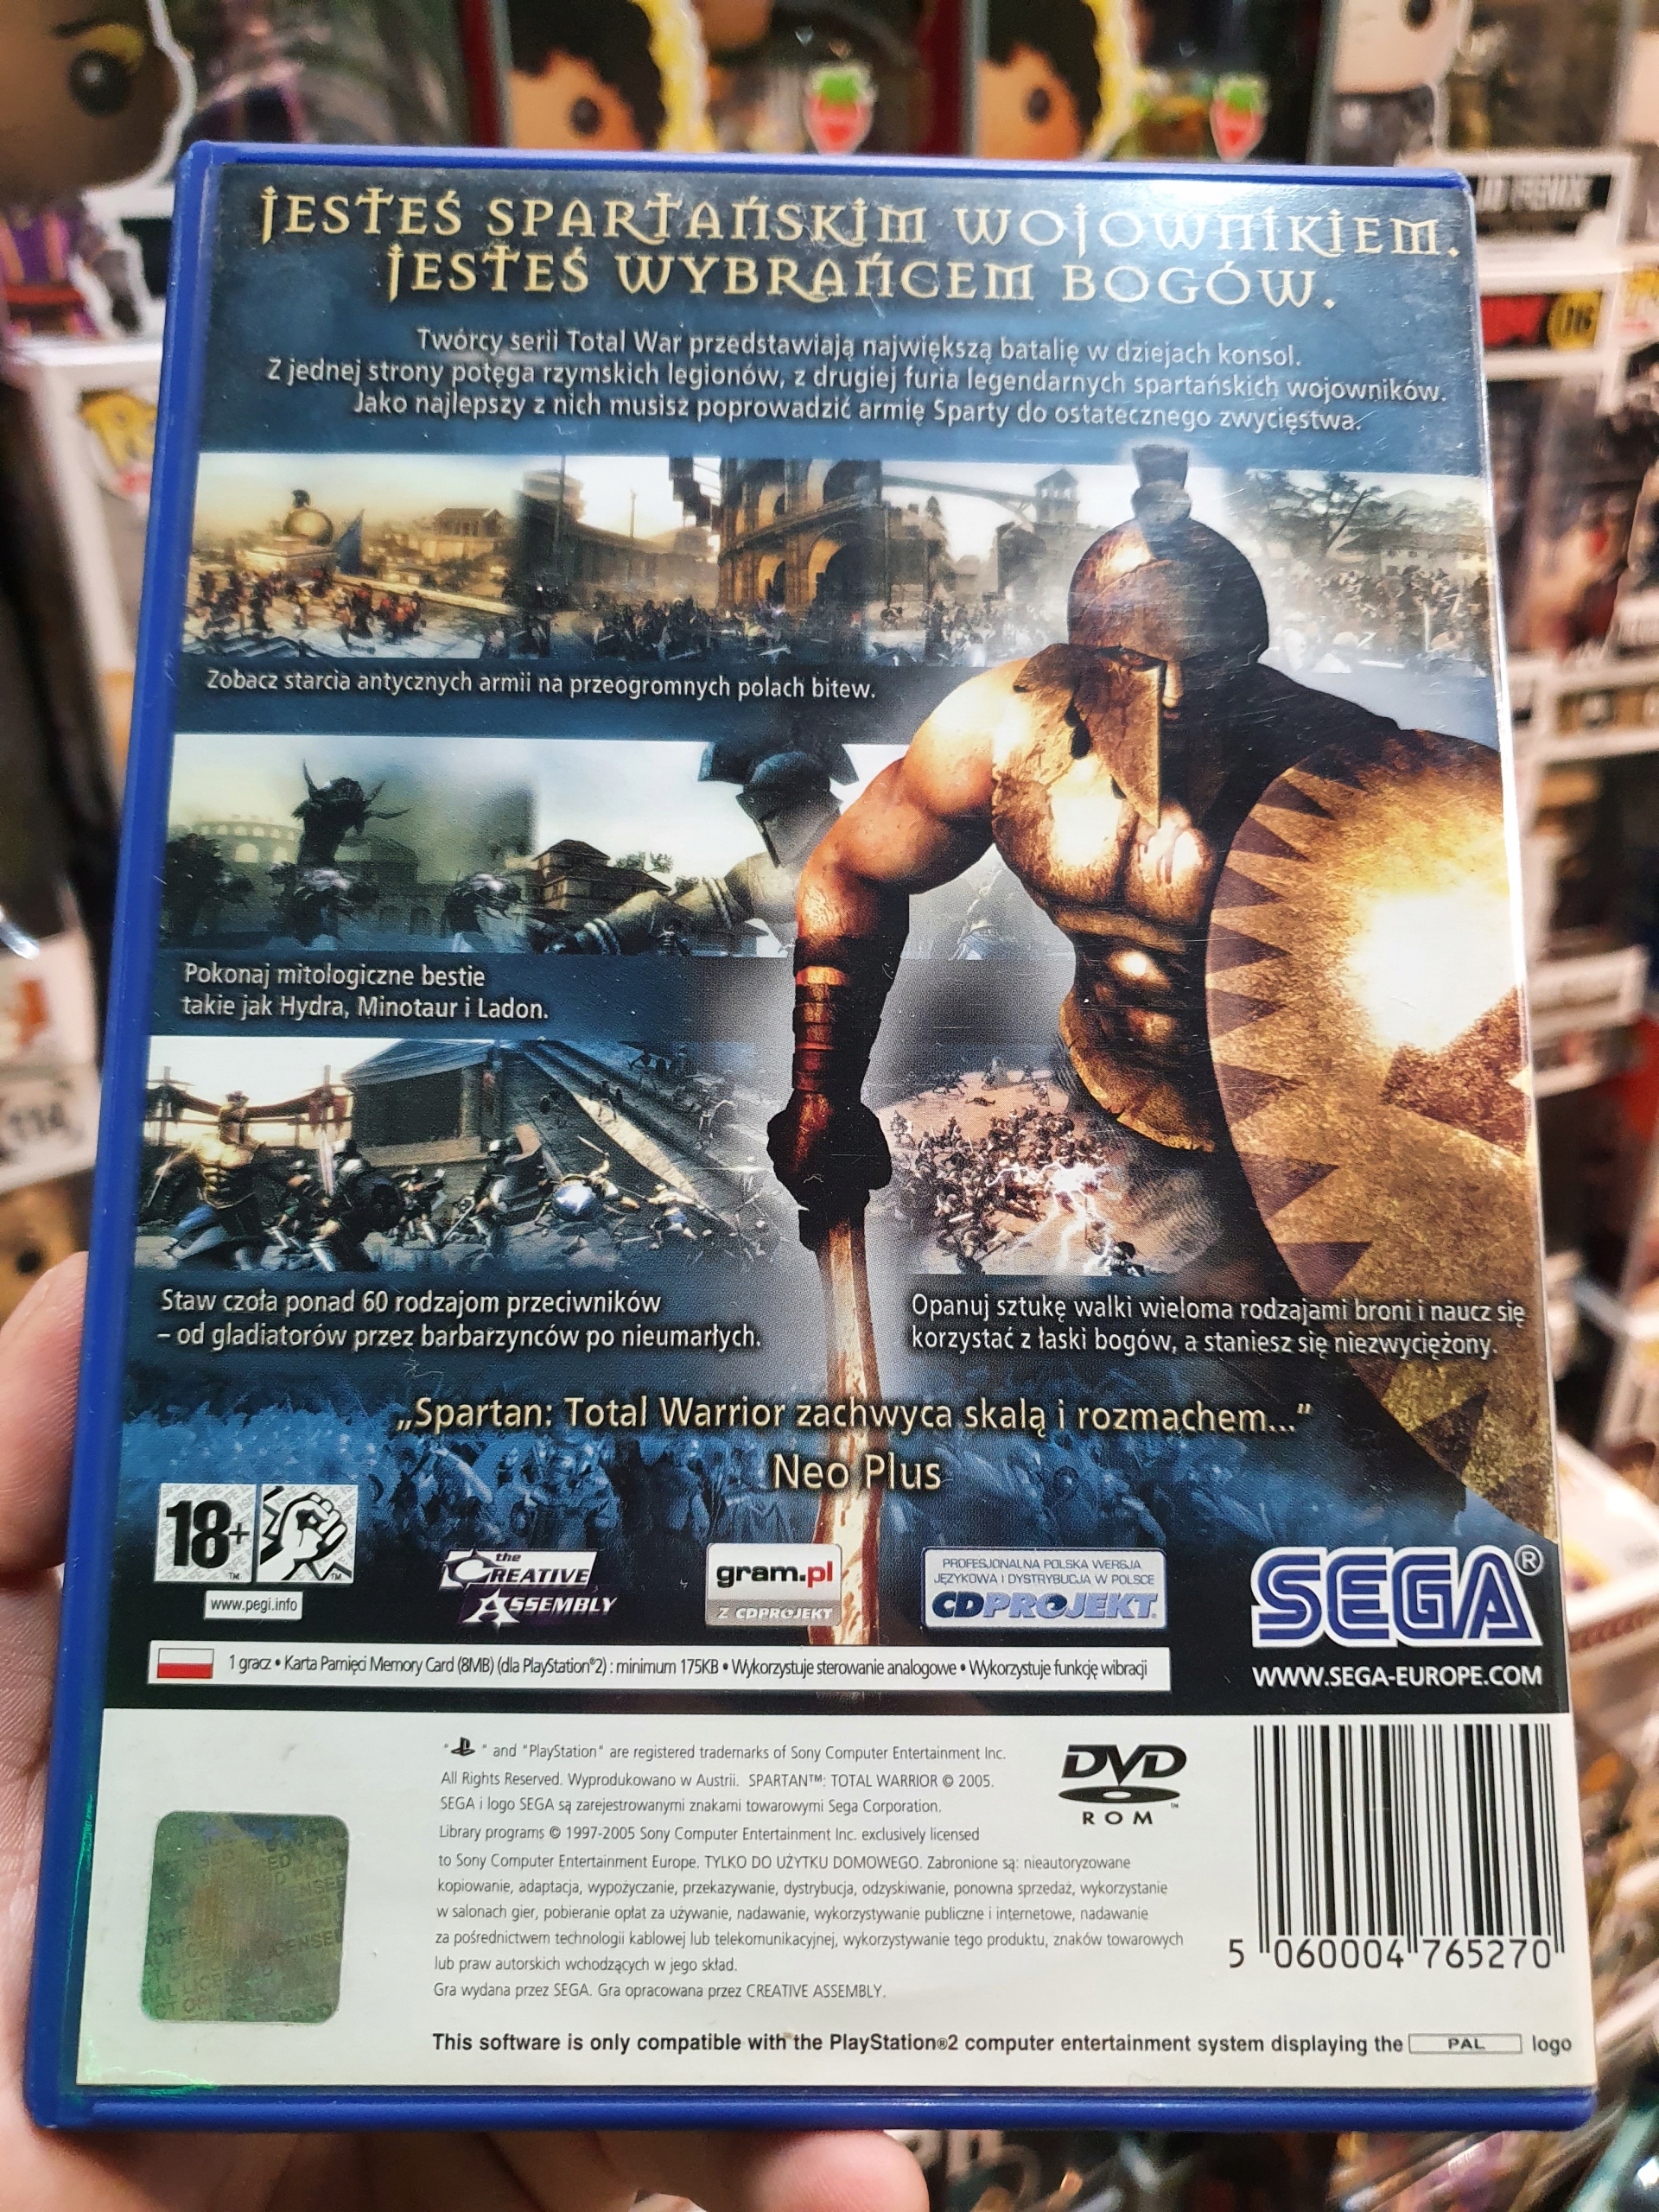 JESTEŚ SPARTAŃSKIM WOJOWNIKIEM.
JESTEŚ WYBRAŃCEM BOGÓW.
Twórcy serii Total War przedstawiają największą batalię w dziejach konsol.
Z jednej strony potęga rzymskich legionów, z drugiej furia legendarnych spartańskich wojowników.
Jako najlepszy z nich musisz poprowadzić armię Sparty do ostatecznego zwycięstwa.
Zobacz starcia antycznych armii na przeogromnych polach bitew.
Pokonaj mitologiczne bestie
takie jak Hydra, Minotaur i Ladon.
Staw czoła ponad 60 rodzajom przeciwników
– od gladiatorów przez barbarzynców po nieumarłych.
Opanuj sztukę walki wieloma rodzajami broni i naucz się
korzystać z łaski bogów, a staniesz się niezwyciężony.
„Spartan: Total Warrior zachwyca skalą i rozmachem..."
Neo Plus
18+
www.pegi.info
the
CREATIVE
ASSEMBLY
gram.pl
Z CDPROJEKT
PROFESJONALNA POLSKA WERSJA
JĘZYKOWA I DYSTRYBUCJA W POLSCE
CDPROJEKT
SEGA®
WWW.SEGA-EUROPE.COM
1 gracz • Karta Pamięci Memory Card (8MB) (dla PlayStation®2) : minimum 175KB • Wykorzystuje sterowanie analogowe • Wykorzystuje funkcję wibracji
" " and "PlayStation" are registered trademarks of Sony Computer Entertainment Inc.
All Rights Reserved. Wyprodukowano w Austrii. SPARTAN™: TOTAL WARRIOR © 2005.
SEGA i logo SEGA są zarejestrowanymi znakami towarowymi Sega Corporation.
Library programs © 1997-2005 Sony Computer Entertainment Inc. exclusively licensed
to Sony Computer Entertainment Europe. TYLKO DO UŻYTKU DOMOWEGO. Zabronione są: nieautoryzowane
kopiowanie, adaptacja, wypożyczanie, przekazywanie, dystrybucja, odzyskiwanie, ponowna sprzedaż, wykorzystanie
w salonach gier, pobieranie opłat za używanie, nadawanie, wykorzystywanie publiczne i internetowe, nadawanie
za pośrednictwem technologii kablowej lub telekomunikacyjnej, wykorzystywanie tego produktu, znaków towarowych
lub praw autorskich wchodzących w jego skład.
Gra wydana przez SEGA. Gra opracowana przez CREATIVE ASSEMBLY.
DVD
ROM
5 060004 765270
This software is only compatible with the PlayStation®2 computer entertainment system displaying the PAL logo